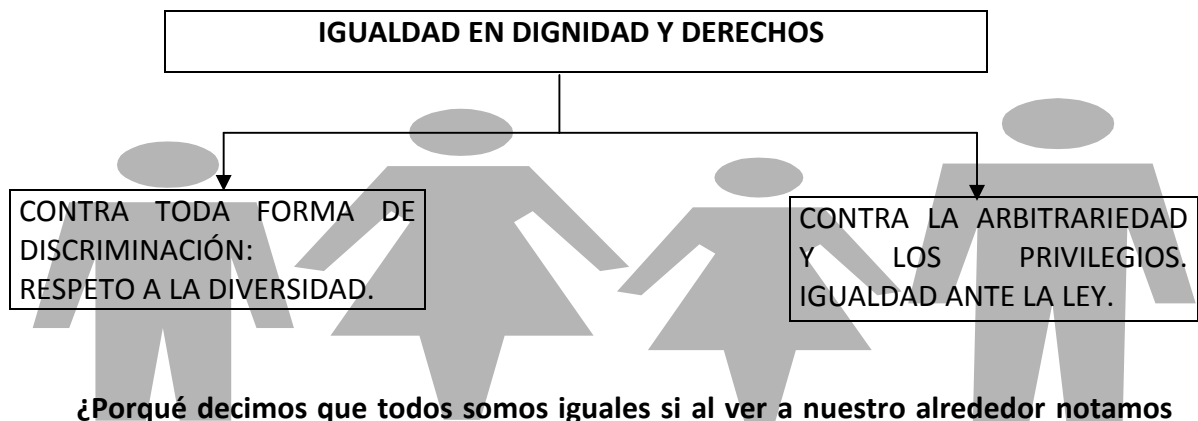 IGUALDAD EN DIGNIDAD Y DERECHOS
CONTRA TODA FORMA DE
DISCRIMINACIÓN:
RESPETO A LA DIVERSIDAD.
CONTRA LA ARBITRARIEDAD
Y LOS PRIVILEGIOS.
IGUALDAD ANTE LA LEY.
¿Porqué decimos que todos somos iguales si al ver a nuestro alrededor notamos